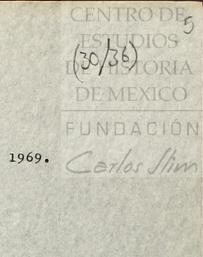 CENTRO DE
5
ESTUDIOS
(30/36)
DE HISTORIA
DE MEXICO
FUNDACIÓN
1969.
Carlos Slim